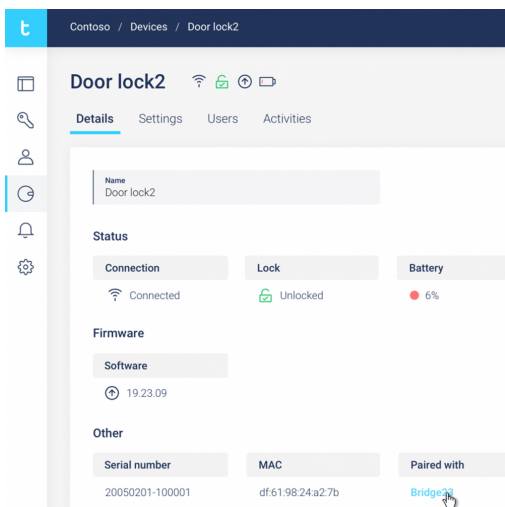 t
Contoso / Devices / Door lock2
Door lock2
Details Settings Users Activities
Name
Door lock2
Status
Connection Lock Battery
Connected Unlocked 6%
Firmware
Software
19.23.09
Other
Serial number MAC Paired with
20050201-100001 df:61:98:24:a2:7b